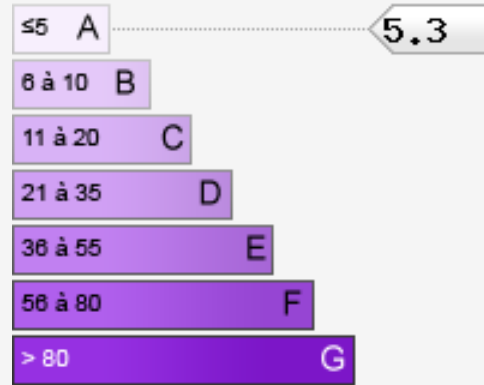 ≤5 A 5.3
6 à 10 B
11 à 20 C
21 à 35 D
36 à 55 E
56 à 80 F
> 80 G